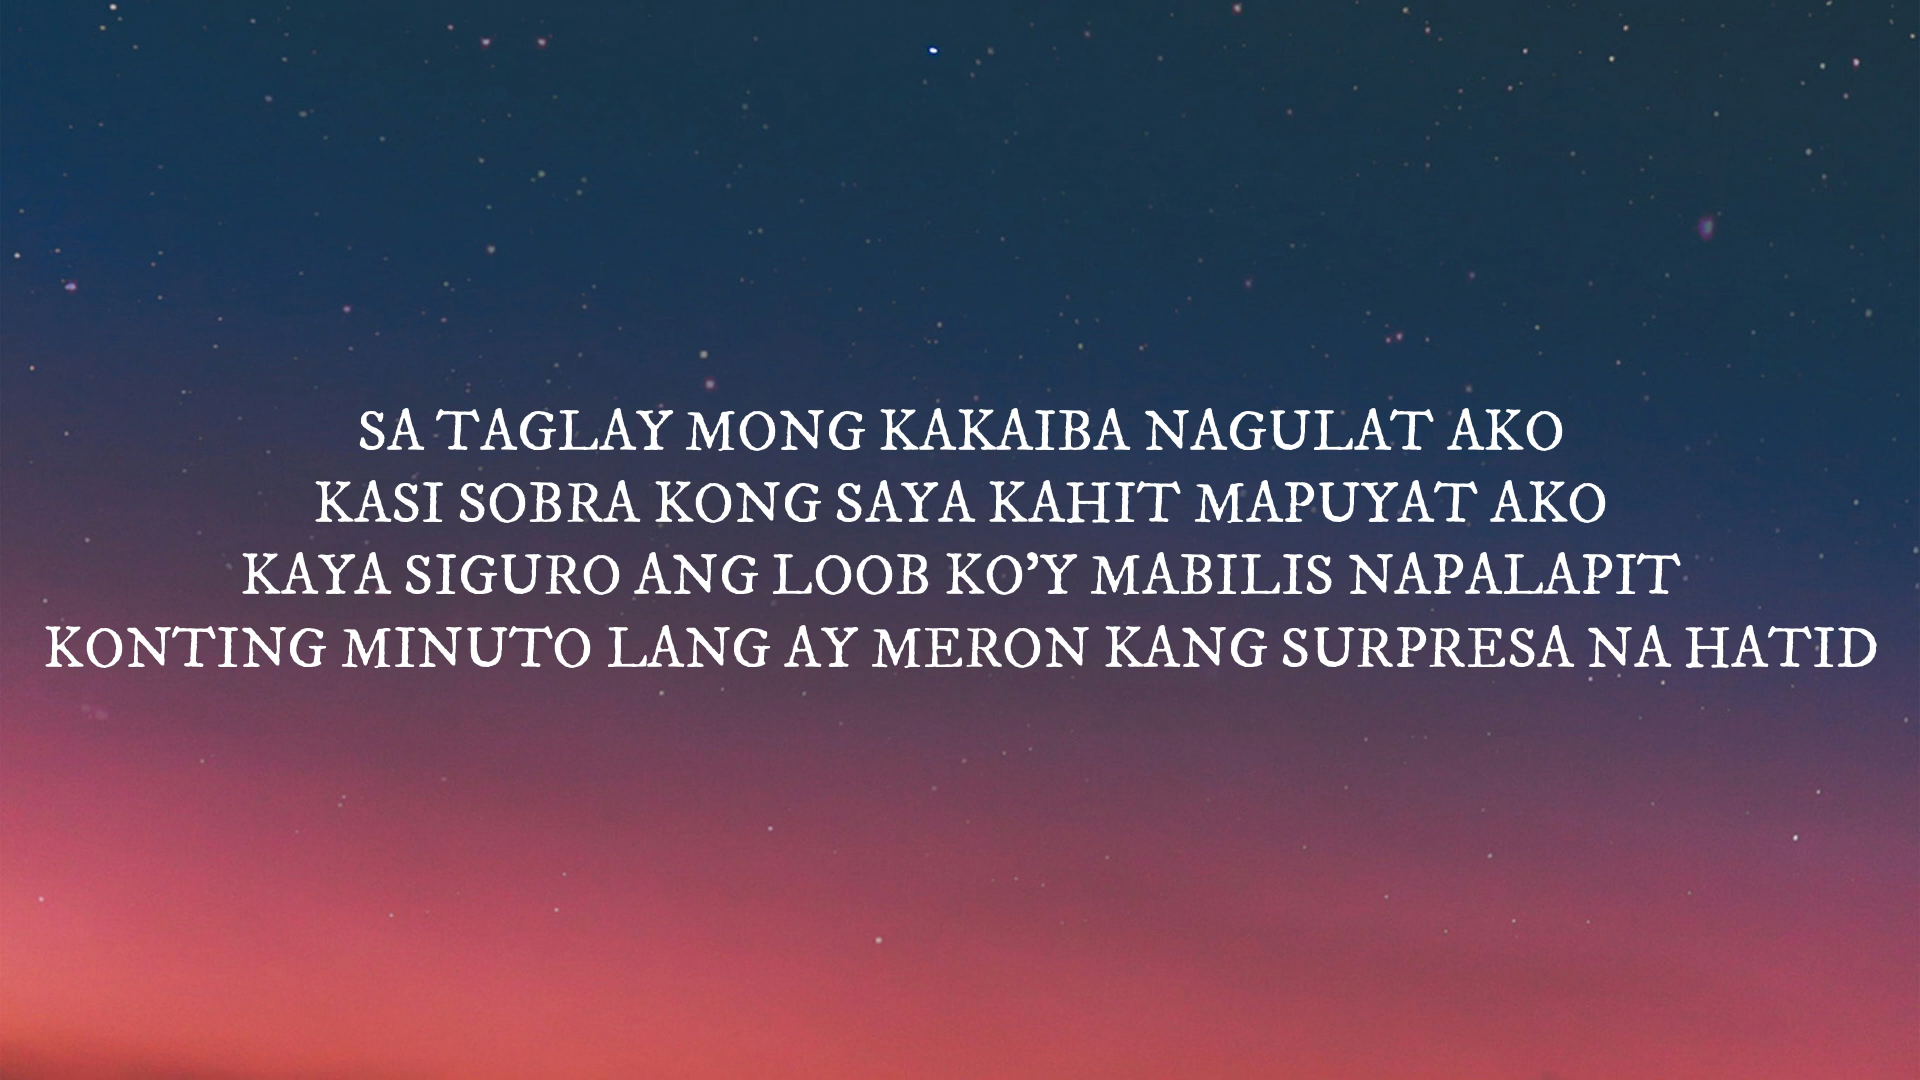 SA TAGLAY MONG KAKAIBA NAGULAT AKO
KASI SOBRA KONG SAYA KAHIT MAPUYAT AKO
KAYA SIGURO ANG LOOB KO'Y MABILIS NAPALAPIT
KONTING MINUTO LANG AY MERON KANG SURPRESA NA HATID